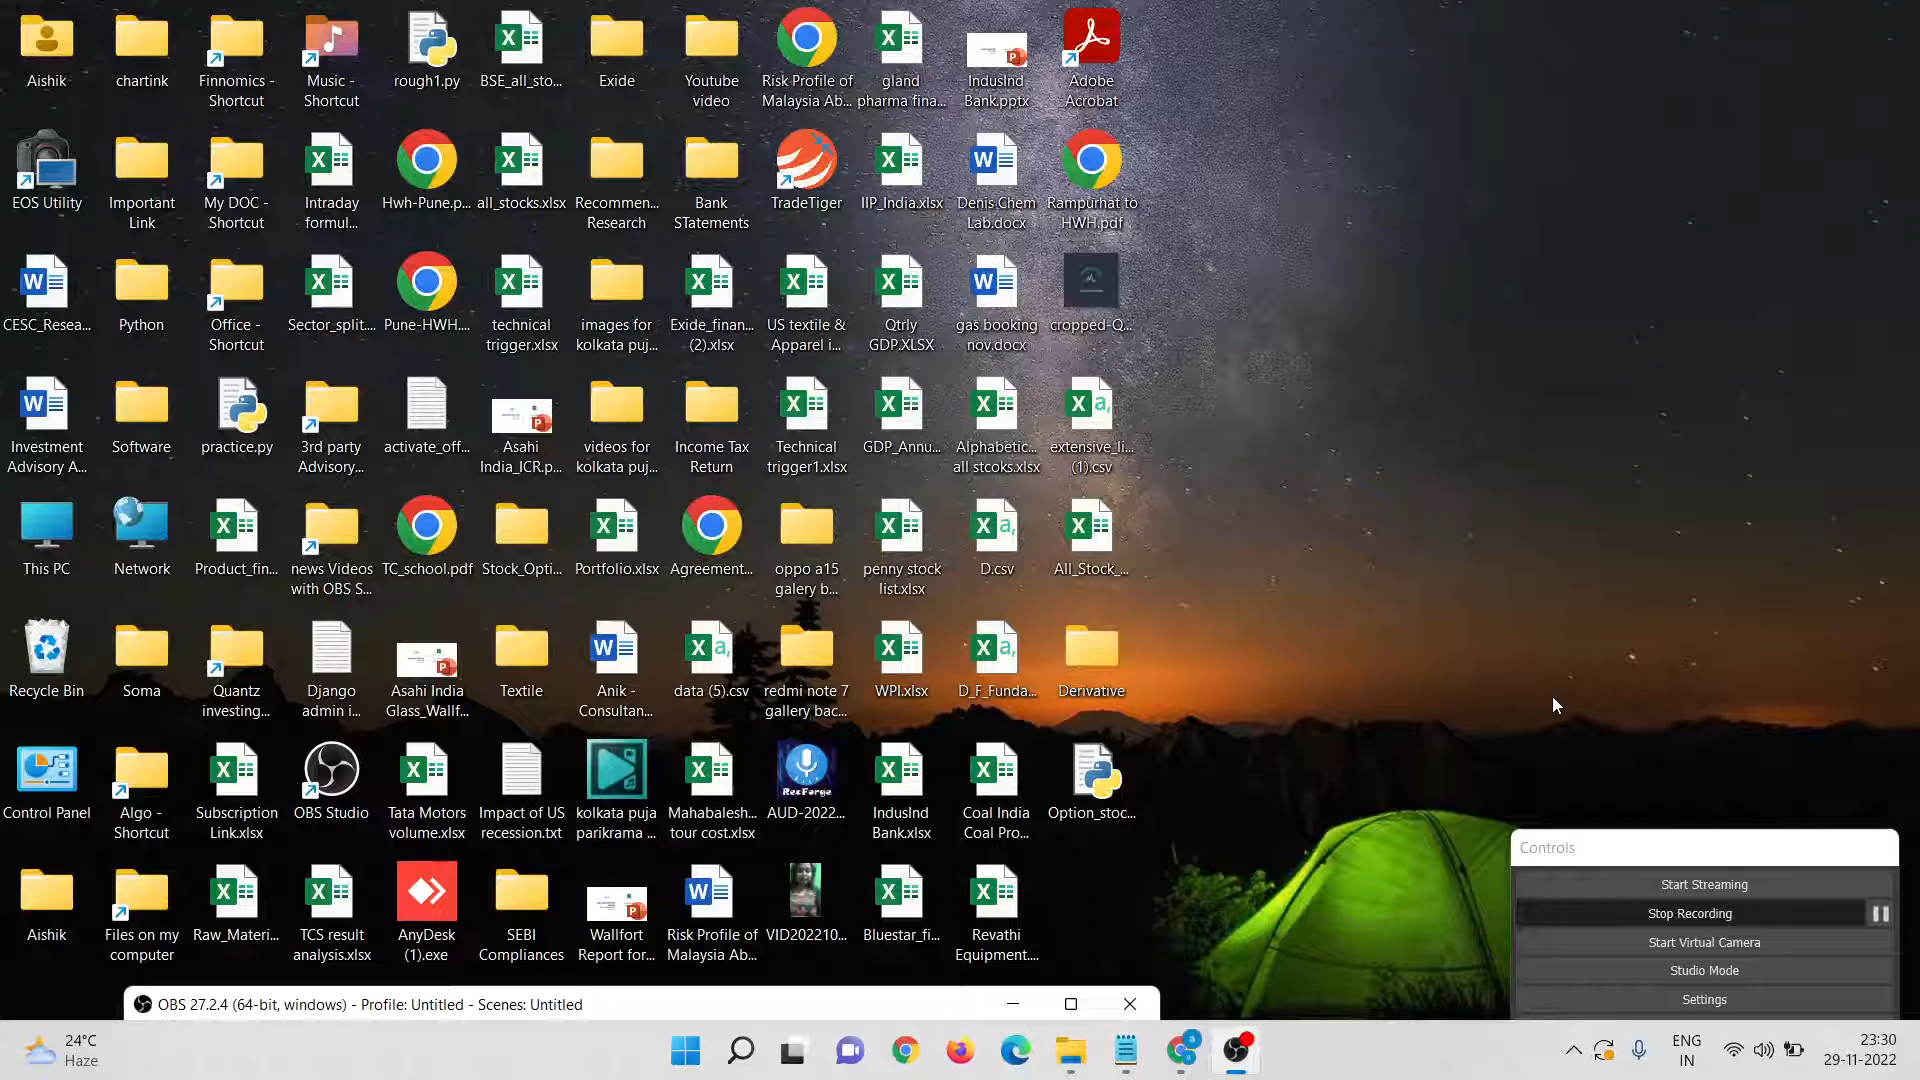 Aishik
chartink
Finnomics -
Shortcut
Music -
Shortcut
rough1.py
BSE_all_sto...
Exide
Youtube
video
Risk Profile of
Malaysia Ab...
gland
pharma fina...
IndusInd
Bank.pptx
Adobe
Acrobat
EOS Utility
Important
Link
My DOC -
Shortcut
Intraday
formul...
Hwh-Pune.p...
all_stocks.xlsx
Recommen...
Research
Bank
STatements
TradeTiger
IIP_India.xlsx
Denis Chem
Lab.docx
Rampurhat to
HWH.pdf
CESC_Resea...
Python
Office -
Shortcut
Sector_split....
Pune-HWH....
technical
trigger.xlsx
images for
kolkata puj...
Exide_finan...
(2).xlsx
US textile &
Apparel i...
Qtrly
GDP.XLSX
gas booking
nov.docx
cropped-Q...
Investment
Advisory A...
Software
practice.py
3rd party
Advisory...
activate_off...
Asahi
India_ICR.p...
videos for
kolkata puj...
Income Tax
Return
Technical
trigger1.xlsx
GDP_Annu...
Alphabetic...
all stcoks.xlsx
extensive_li...
(1).csv
This PC
Network
Product_fin...
news Videos
with OBS S...
TC_school.pdf
Stock_Opti...
Portfolio.xlsx
Agreement...
oppo a15
galery b...
penny stock
list.xlsx
D.csv
All_Stock_...
Recycle Bin
Soma
Quantz
investing...
Django
admin i...
Asahi India
Glass_Wallf...
Textile
Anik -
Consultan...
data (5).csv
redmi note 7
gallery bac...
WPI.xlsx
D_F_Funda...
Derivative
Control Panel
Algo -
Shortcut
Subscription
Link.xlsx
OBS Studio
Tata Motors
volume.xlsx
Impact of US
recession.txt
kolkata puja
parikrama ...
Mahabalesh...
tour cost.xlsx
RecForge
AUD-2022...
IndusInd
Bank.xlsx
Coal India
Coal Pro...
Option_stoc...
Aishik
Files on my
computer
Raw_Materi...
TCS result
analysis.xlsx
AnyDesk
(1).exe
SEBI
Compliances
Wallfort
Report for...
Risk Profile of
Malaysia Ab...
VID202210...
Bluestar_fi...
Revathi
Equipment....
Controls
Start Streaming
Stop Recording
Start Virtual Camera
Studio Mode
Settings
OBS 27.2.4 (64-bit, windows) - Profile: Untitled - Scenes: Untitled
24°C
Haze
ENG
IN
23:30
29-11-2022